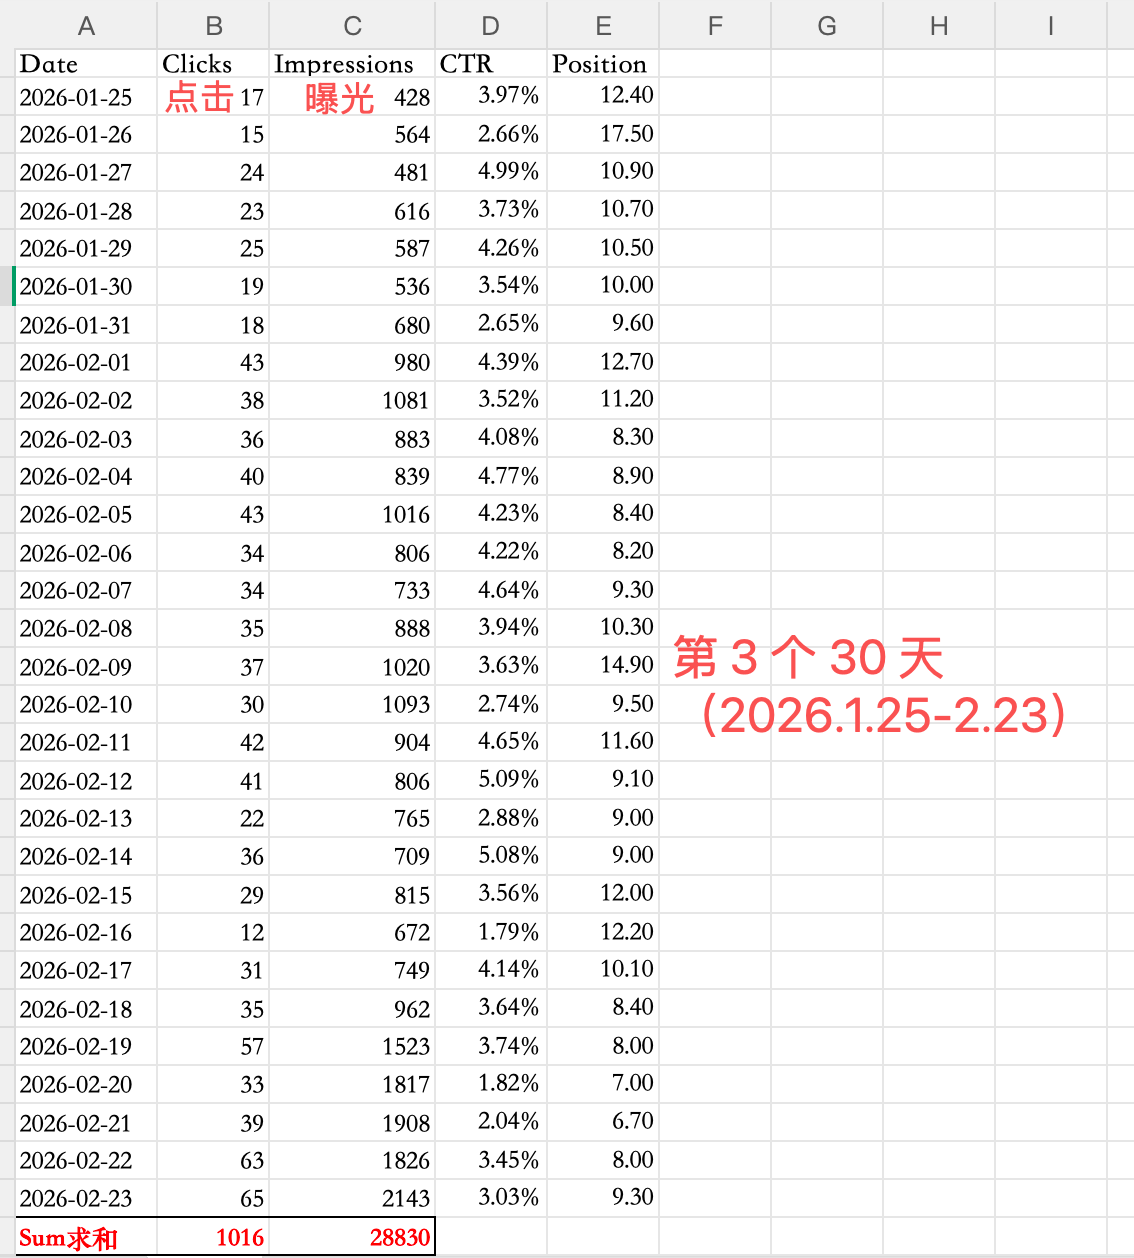 A B C D E F G H I
Date Clicks Impressions CTR Position
2026-01-25 点击 17 曝光 428 3.97% 12.40
2026-01-26 15 564 2.66% 17.50
2026-01-27 24 481 4.99% 10.90
2026-01-28 23 616 3.73% 10.70
2026-01-29 25 587 4.26% 10.50
2026-01-30 19 536 3.54% 10.00
2026-01-31 18 680 2.65% 9.60
2026-02-01 43 980 4.39% 12.70
2026-02-02 38 1081 3.52% 11.20
2026-02-03 36 883 4.08% 8.30
2026-02-04 40 839 4.77% 8.90
2026-02-05 43 1016 4.23% 8.40
2026-02-06 34 806 4.22% 8.20
2026-02-07 34 733 4.64% 9.30
2026-02-08 35 888 3.94% 10.30
2026-02-09 37 1020 3.63% 14.90
第 3 个 30 天
2026-02-10 30 1093 2.74% 9.50
（2026.1.25-2.23）
2026-02-11 42 904 4.65% 11.60
2026-02-12 41 806 5.09% 9.10
2026-02-13 22 765 2.88% 9.00
2026-02-14 36 709 5.08% 9.00
2026-02-15 29 815 3.56% 12.00
2026-02-16 12 672 1.79% 12.20
2026-02-17 31 749 4.14% 10.10
2026-02-18 35 962 3.64% 8.40
2026-02-19 57 1523 3.74% 8.00
2026-02-20 33 1817 1.82% 7.00
2026-02-21 39 1908 2.04% 6.70
2026-02-22 63 1826 3.45% 8.00
2026-02-23 65 2143 3.03% 9.30
Sum求和 1016 28830